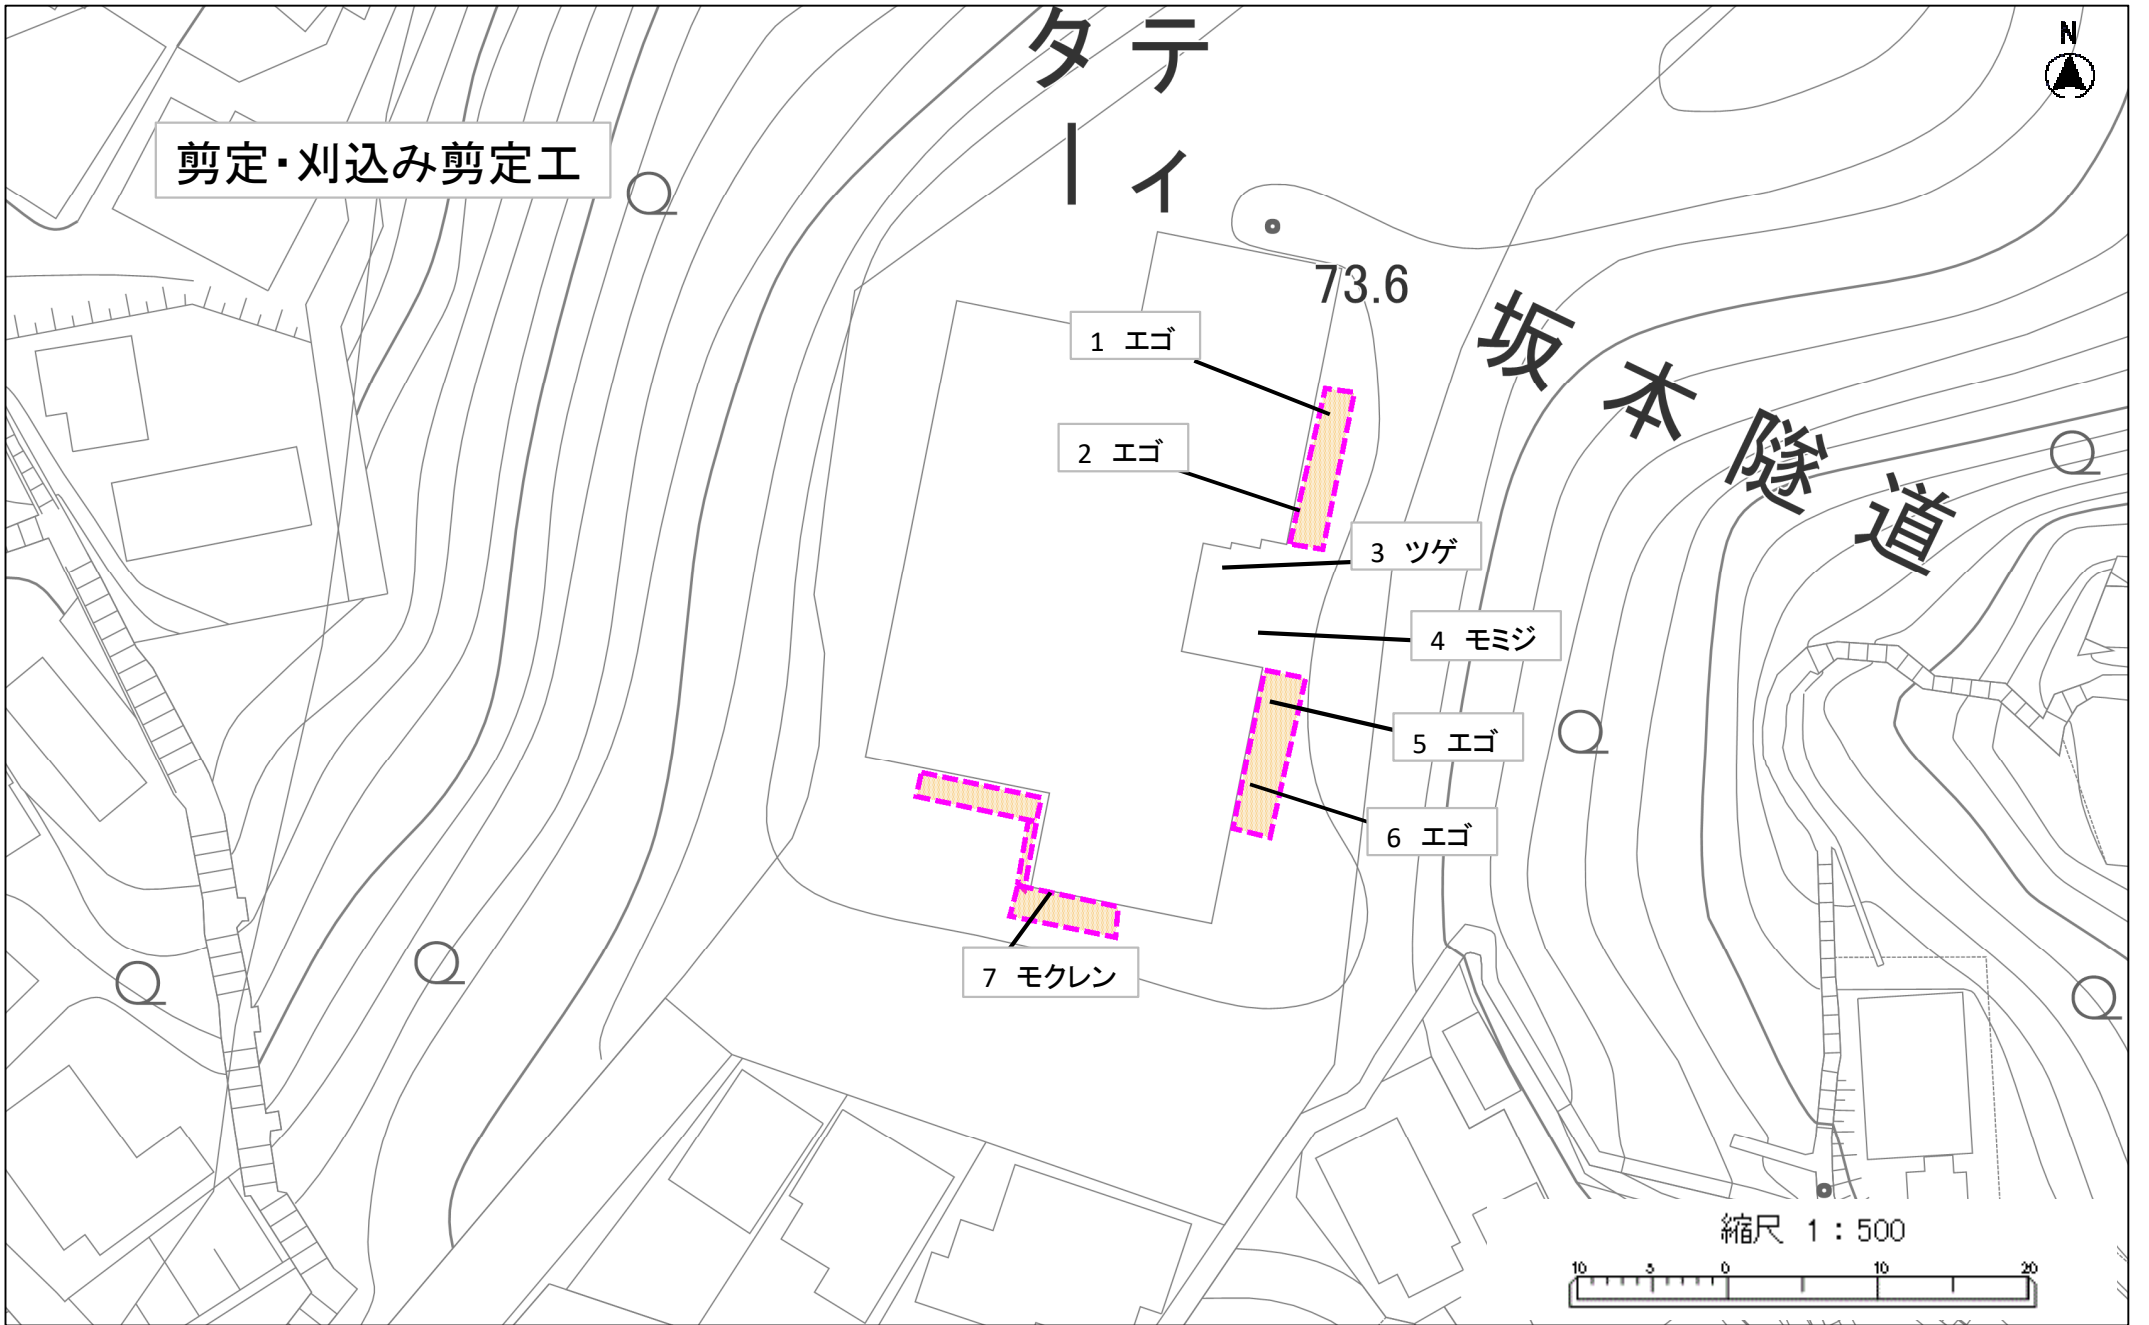 タ テ
ー ィ
N
剪定・刈込み剪定工
73.6
坂本隧道
1 エゴ
2 エゴ
3 ツゲ
4 モミジ
5 エゴ
6 エゴ
7 モクレン
縮尺 1：500
10 5 0 10 20